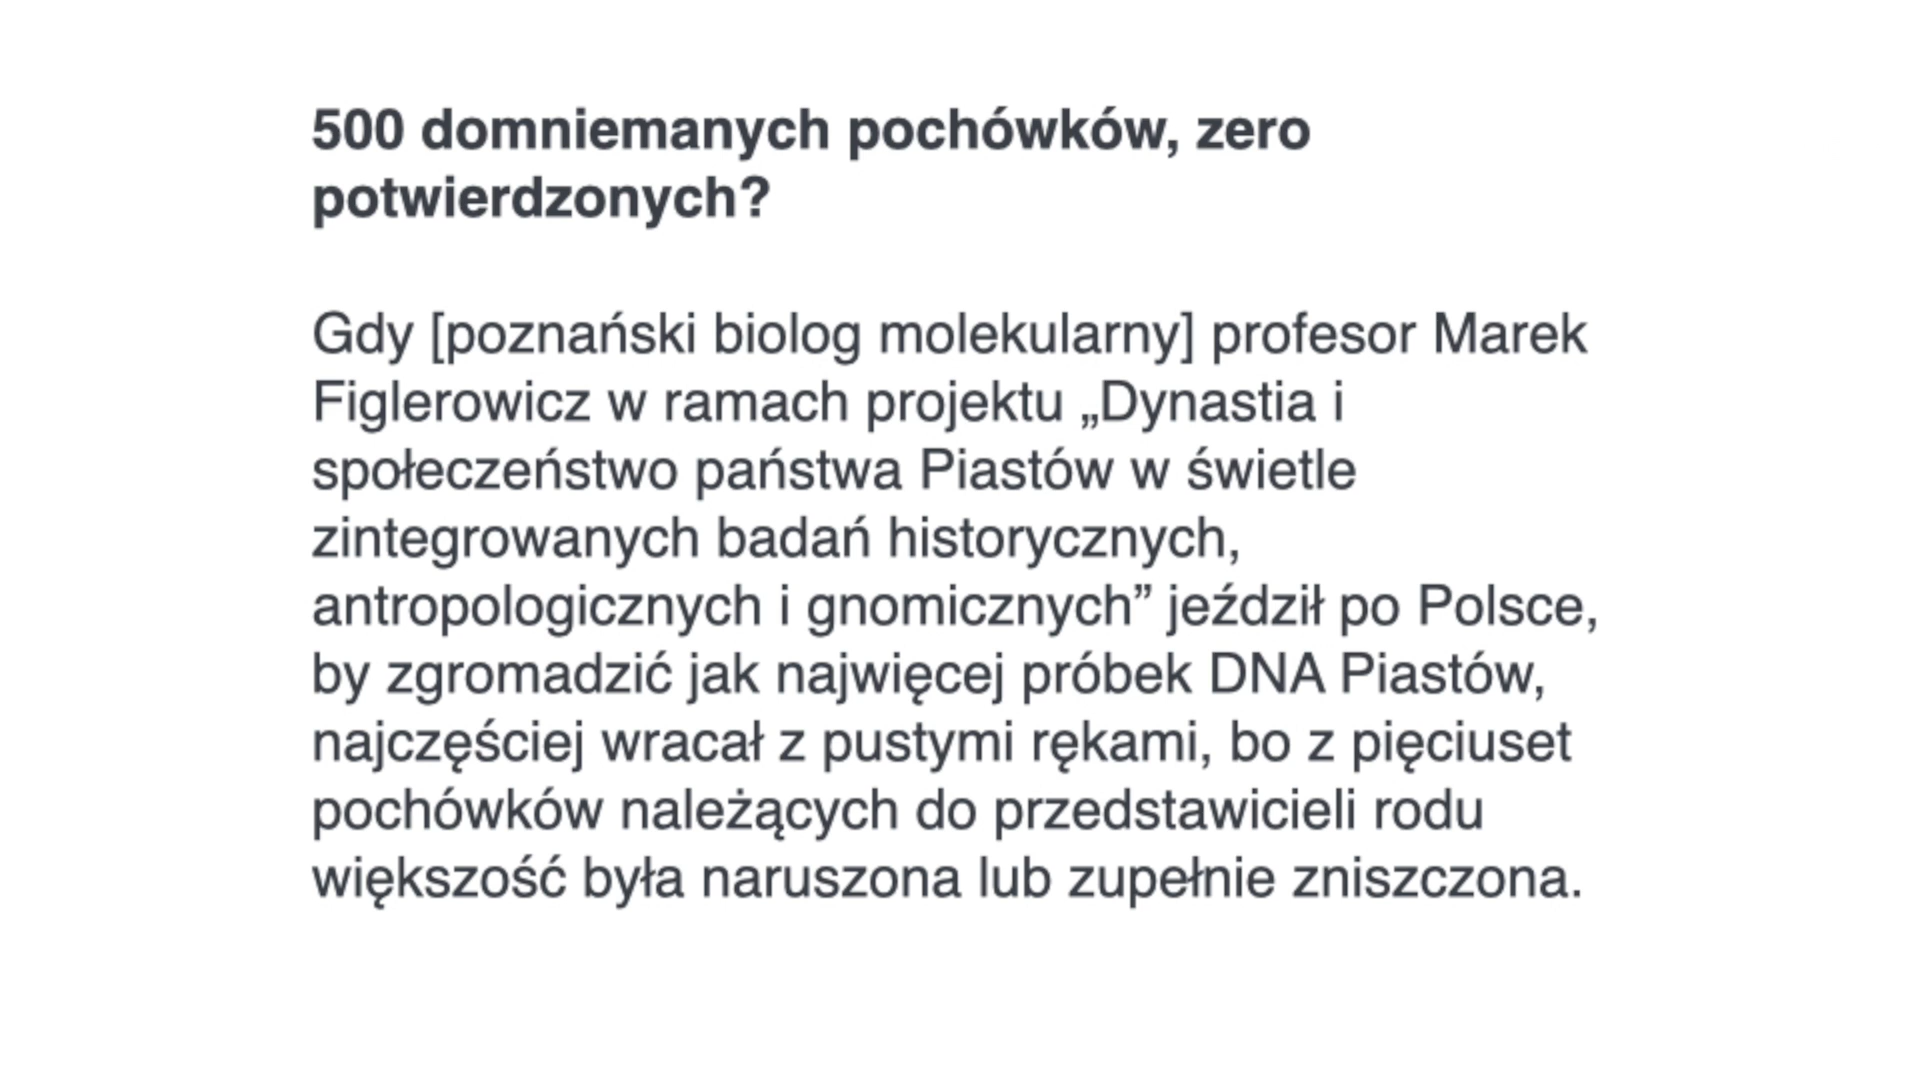 500 domniemanych pochówków, zero
potwierdzonych?
Gdy [poznański biolog molekularny] profesor Marek
Figlerowicz w ramach projektu „Dynastia i
społeczeństwo państwa Piastów w świetle
zintegrowanych badań historycznych,
antropologicznych i gnomicznych” jeździł po Polsce,
by zgromadzić jak najwięcej próbek DNA Piastów,
najczęściej wracał z pustymi rękami, bo z pięciuset
pochówków należących do przedstawicieli rodu
większość była naruszona lub zupełnie zniszczona.